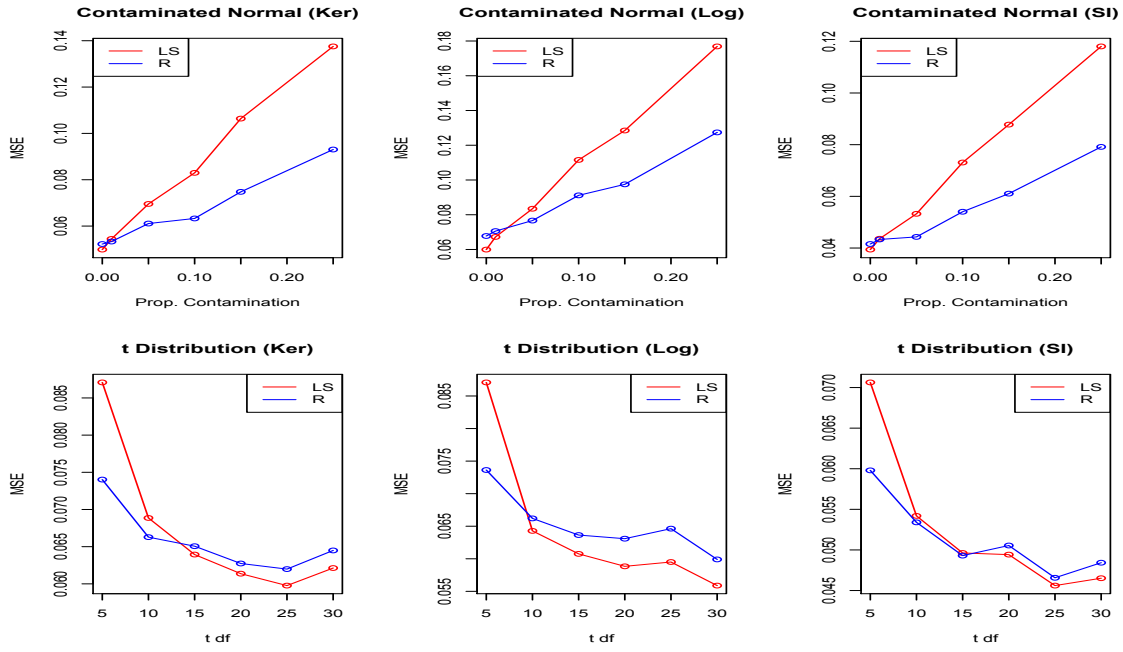 Contaminated Normal (Ker)
MSE
0.06 0.08 0.10 0.12 0.14
LS
R
0.00 0.10 0.20
Prop. Contamination
Contaminated Normal (Log)
MSE
0.06 0.08 0.10 0.12 0.14 0.16 0.18
LS
R
0.00 0.10 0.20
Prop. Contamination
Contaminated Normal (SI)
MSE
0.04 0.06 0.08 0.10 0.12
LS
R
0.00 0.10 0.20
Prop. Contamination
t Distribution (Ker)
MSE
0.060 0.065 0.070 0.075 0.080 0.085
LS
R
5 10 15 20 25 30
t df
t Distribution (Log)
MSE
0.055 0.065 0.075 0.085
LS
R
5 10 15 20 25 30
t df
t Distribution (SI)
MSE
0.045 0.050 0.055 0.060 0.065 0.070
LS
R
5 10 15 20 25 30
t df